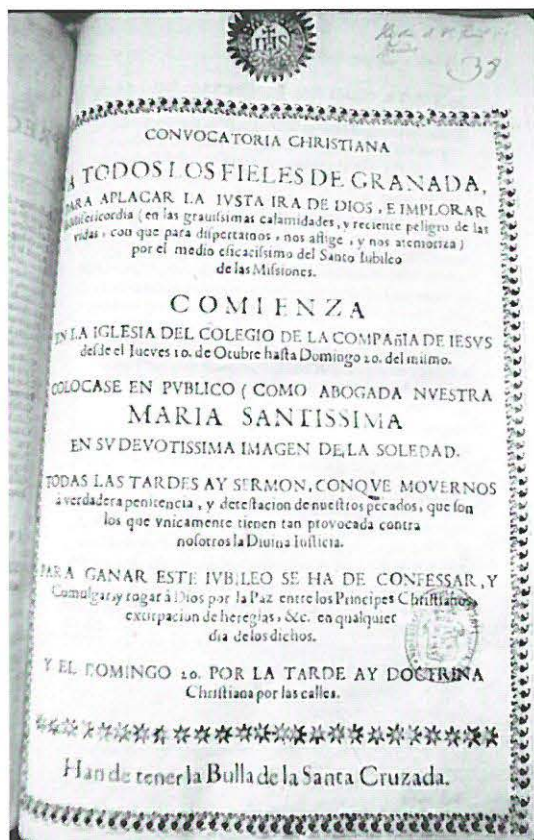 IHS
38
CONVOCATORIA CHRISTIANA
A TODOS LOS FIELES DE GRANADA,
PARA APLACAR LA IVSTA IRA DE DIOS, E IMPLORAR
Misericordia (en las grauissimas calamidades, y reciente peligro de las
vidas, con que para dispertarnos, nos aflige, y nos atemoriza)
por el medio eficacissimo del Santo Iubileo
de las Missiones.
COMIENZA
EN LA IGLESIA DEL COLEGIO DE LA COMPAñIA DE IESVS
desde el Jueves 10. de Otubre hasta Domingo 20. del mismo.
COLOCASE EN PVBLICO (COMO ABOGADA NVESTRA
MARIA SANTISSIMA
EN SV DEVOTISSIMA IMAGEN DE LA SOLEDAD.
TODAS LAS TARDES AY SERMON, CONQVE MOVERNOS
à verdadera penitencia, y detestacion de nuestros pecados, que son
los que vnicamente tienen tan provocada contra
nosotros la Divina Iusticia.
PARA GANAR ESTE IVBILEO SE HA DE CONFESSAR, Y
Comulgar, y rogar à Dios por la Paz entre los Principes Christianos,
extirpacion de heregias, &c. en qualquier
dia de los dichos.
Y EL DOMINGO 20. POR LA TARDE AY DOCTRINA
Christiana por las calles.
Han de tener la Bulla de la Santa Cruzada.